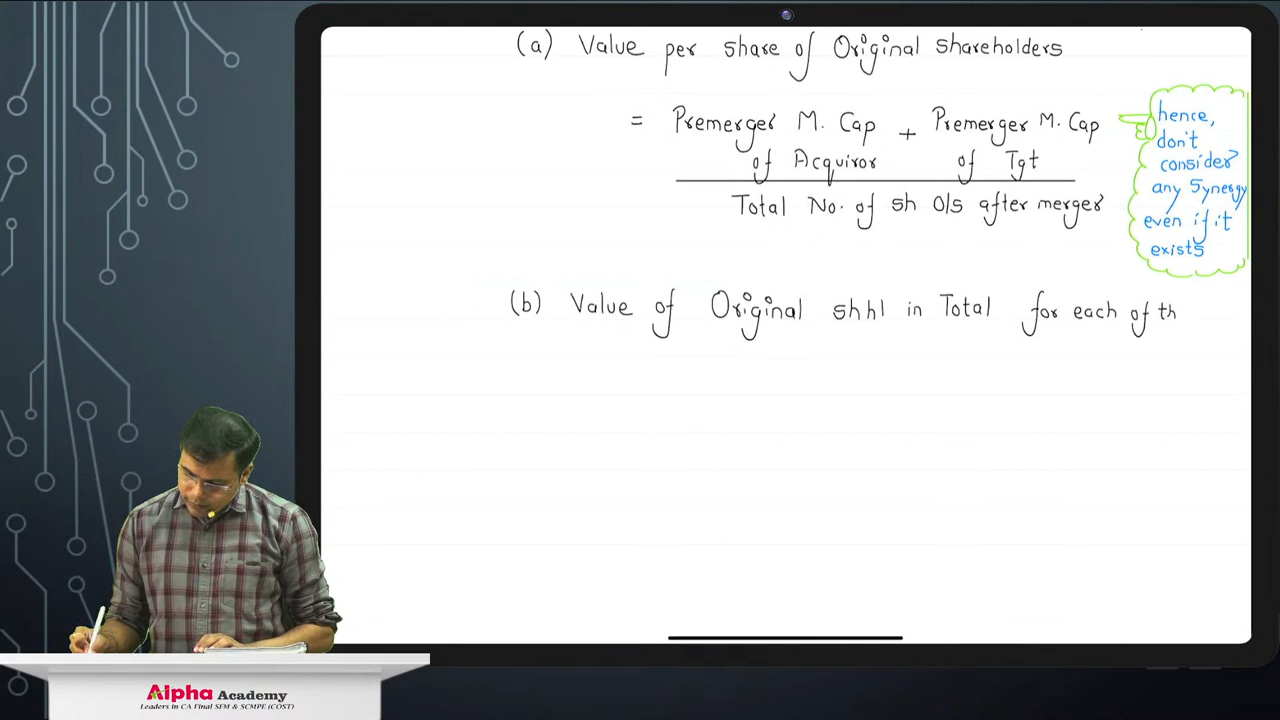 (a) Value per share of Original shareholders
= Premerger M. Cap + Premerger M. Cap
of Acquiror of Tgt
Total No. of sh O/s after merger
hence,
don't
consider
any Synergy
even if it
exists
(b) Value of Original shhl in Total for each of th
Alpha Academy
Leaders in CA Final SFM & SCMPE (COST)